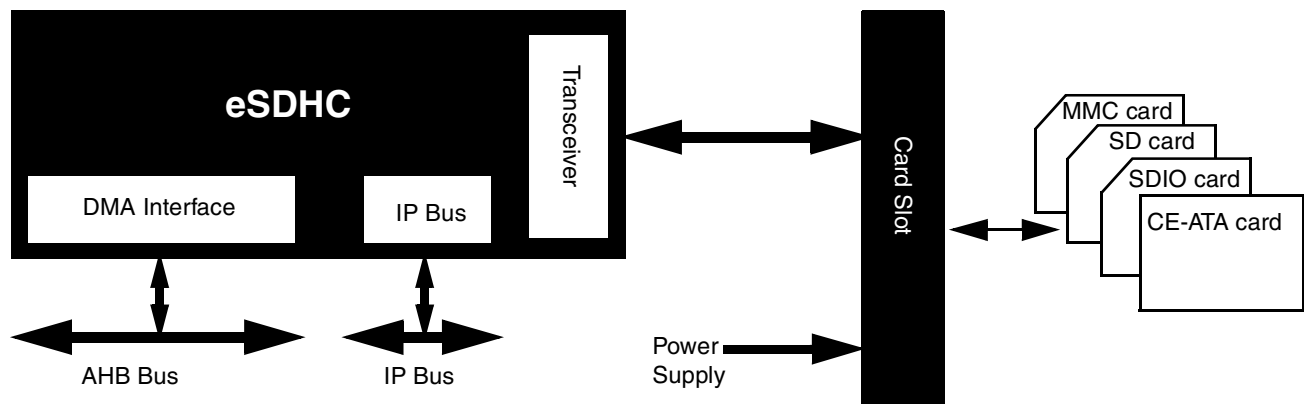 eSDHC
Transceiver
DMA Interface
IP Bus
AHB Bus
IP Bus
Card Slot
Power
Supply
MMC card
SD card
SDIO card
CE-ATA card